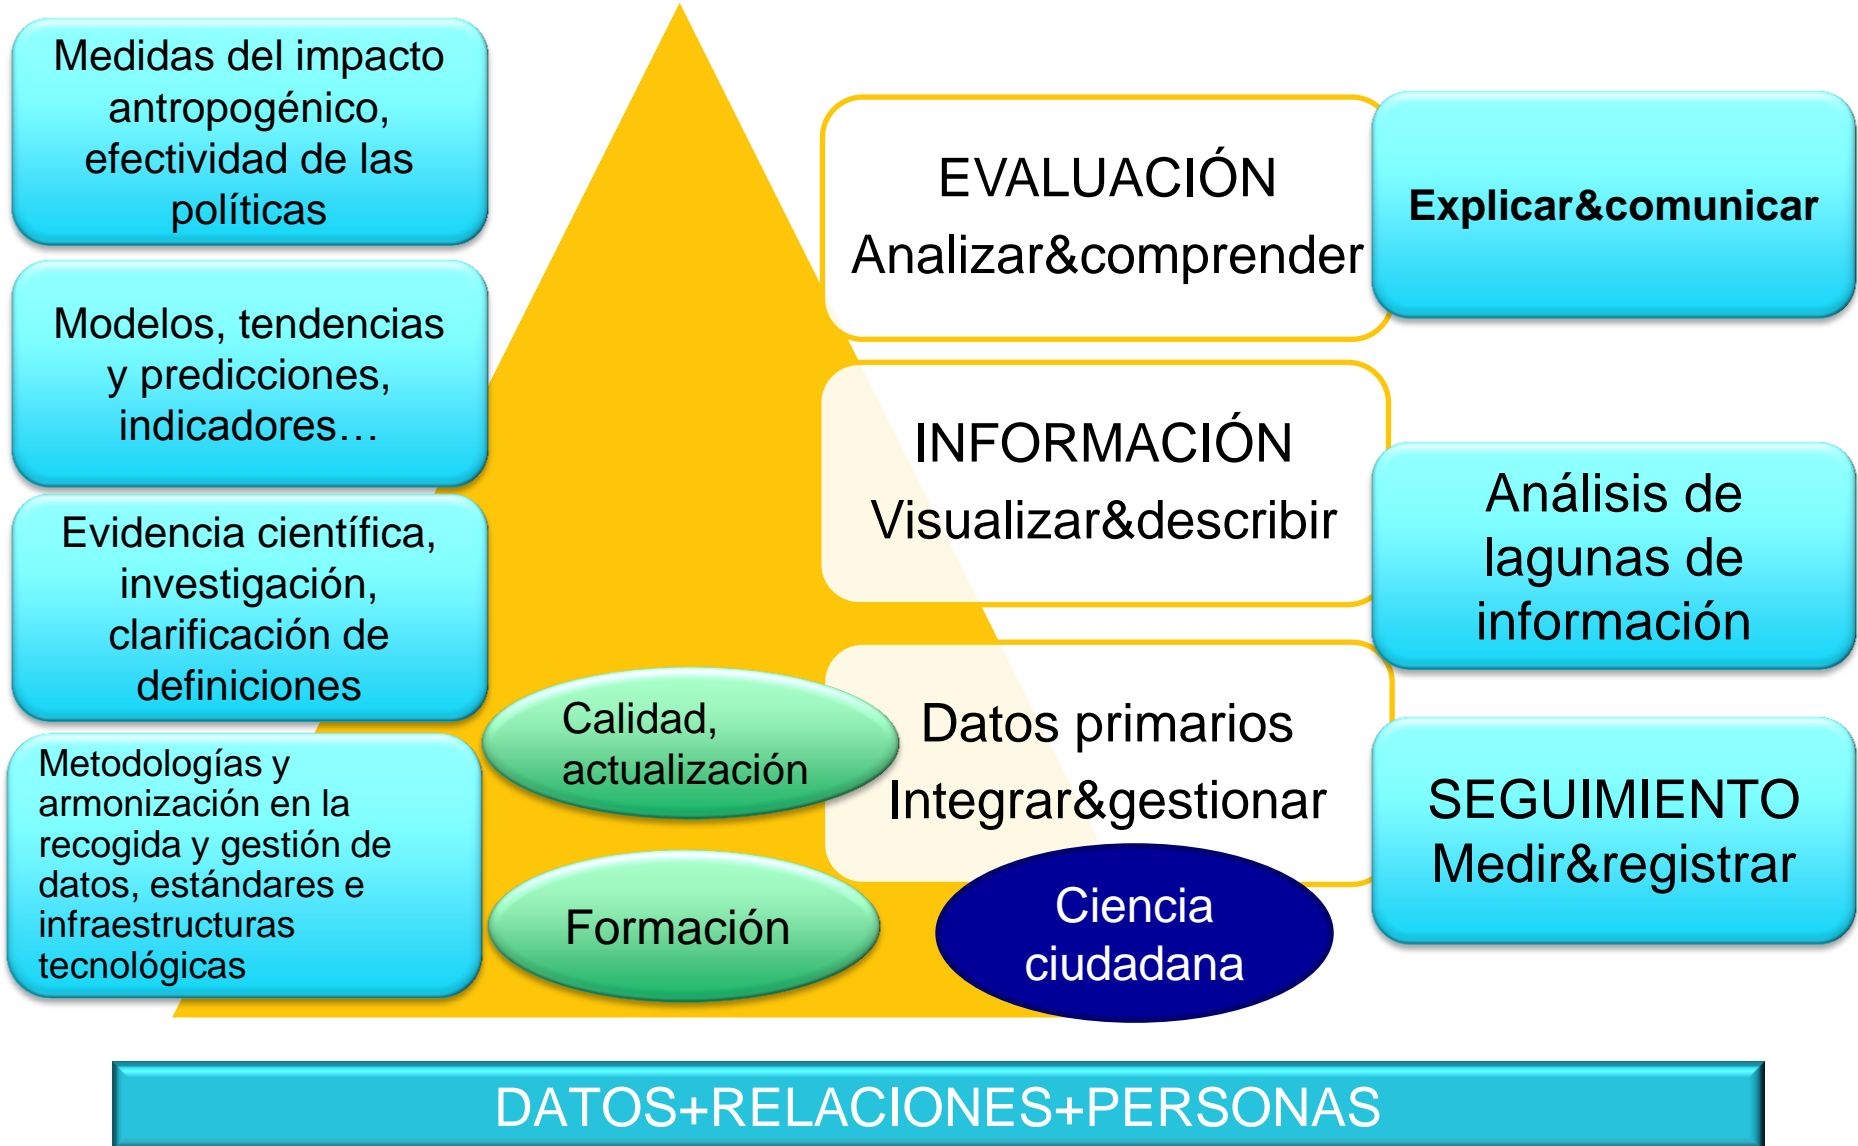 Medidas del impacto
antropogénico,
efectividad de las
políticas
Modelos, tendencias
y predicciones,
indicadores…
Evidencia científica,
investigación,
clarificación de
definiciones
Metodologías y
armonización en la
recogida y gestión de
datos, estándares e
infraestructuras
tecnológicas
Calidad,
actualización
Formación
EVALUACIÓN
Analizar&comprender
INFORMACIÓN
Visualizar&describir
Datos primarios
Integrar&gestionar
Ciencia
ciudadana
Explicar&comunicar
Análisis de
lagunas de
información
SEGUIMIENTO
Medir&registrar
DATOS+RELACIONES+PERSONAS